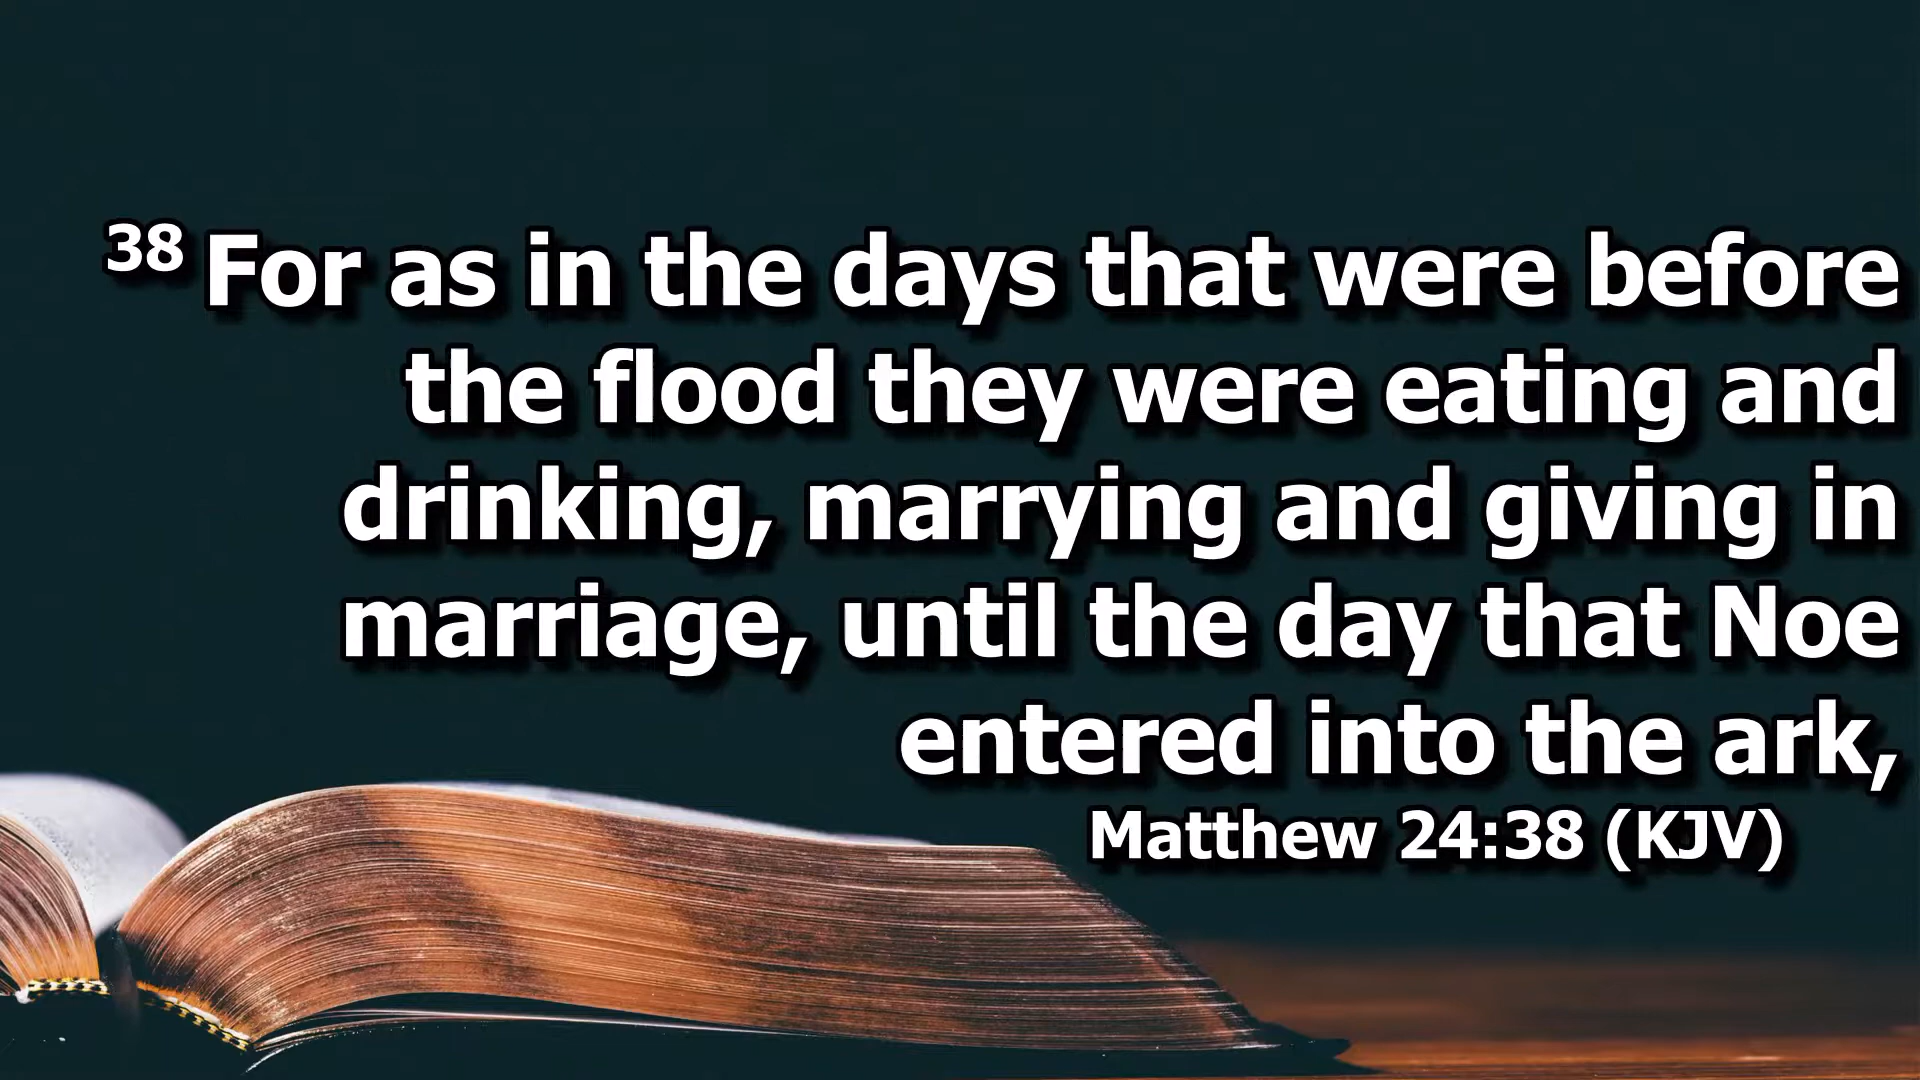 38 For as in the days that were before
the flood they were eating and
drinking, marrying and giving in
marriage, until the day that Noe
entered into the ark,
Matthew 24:38 (KJV)